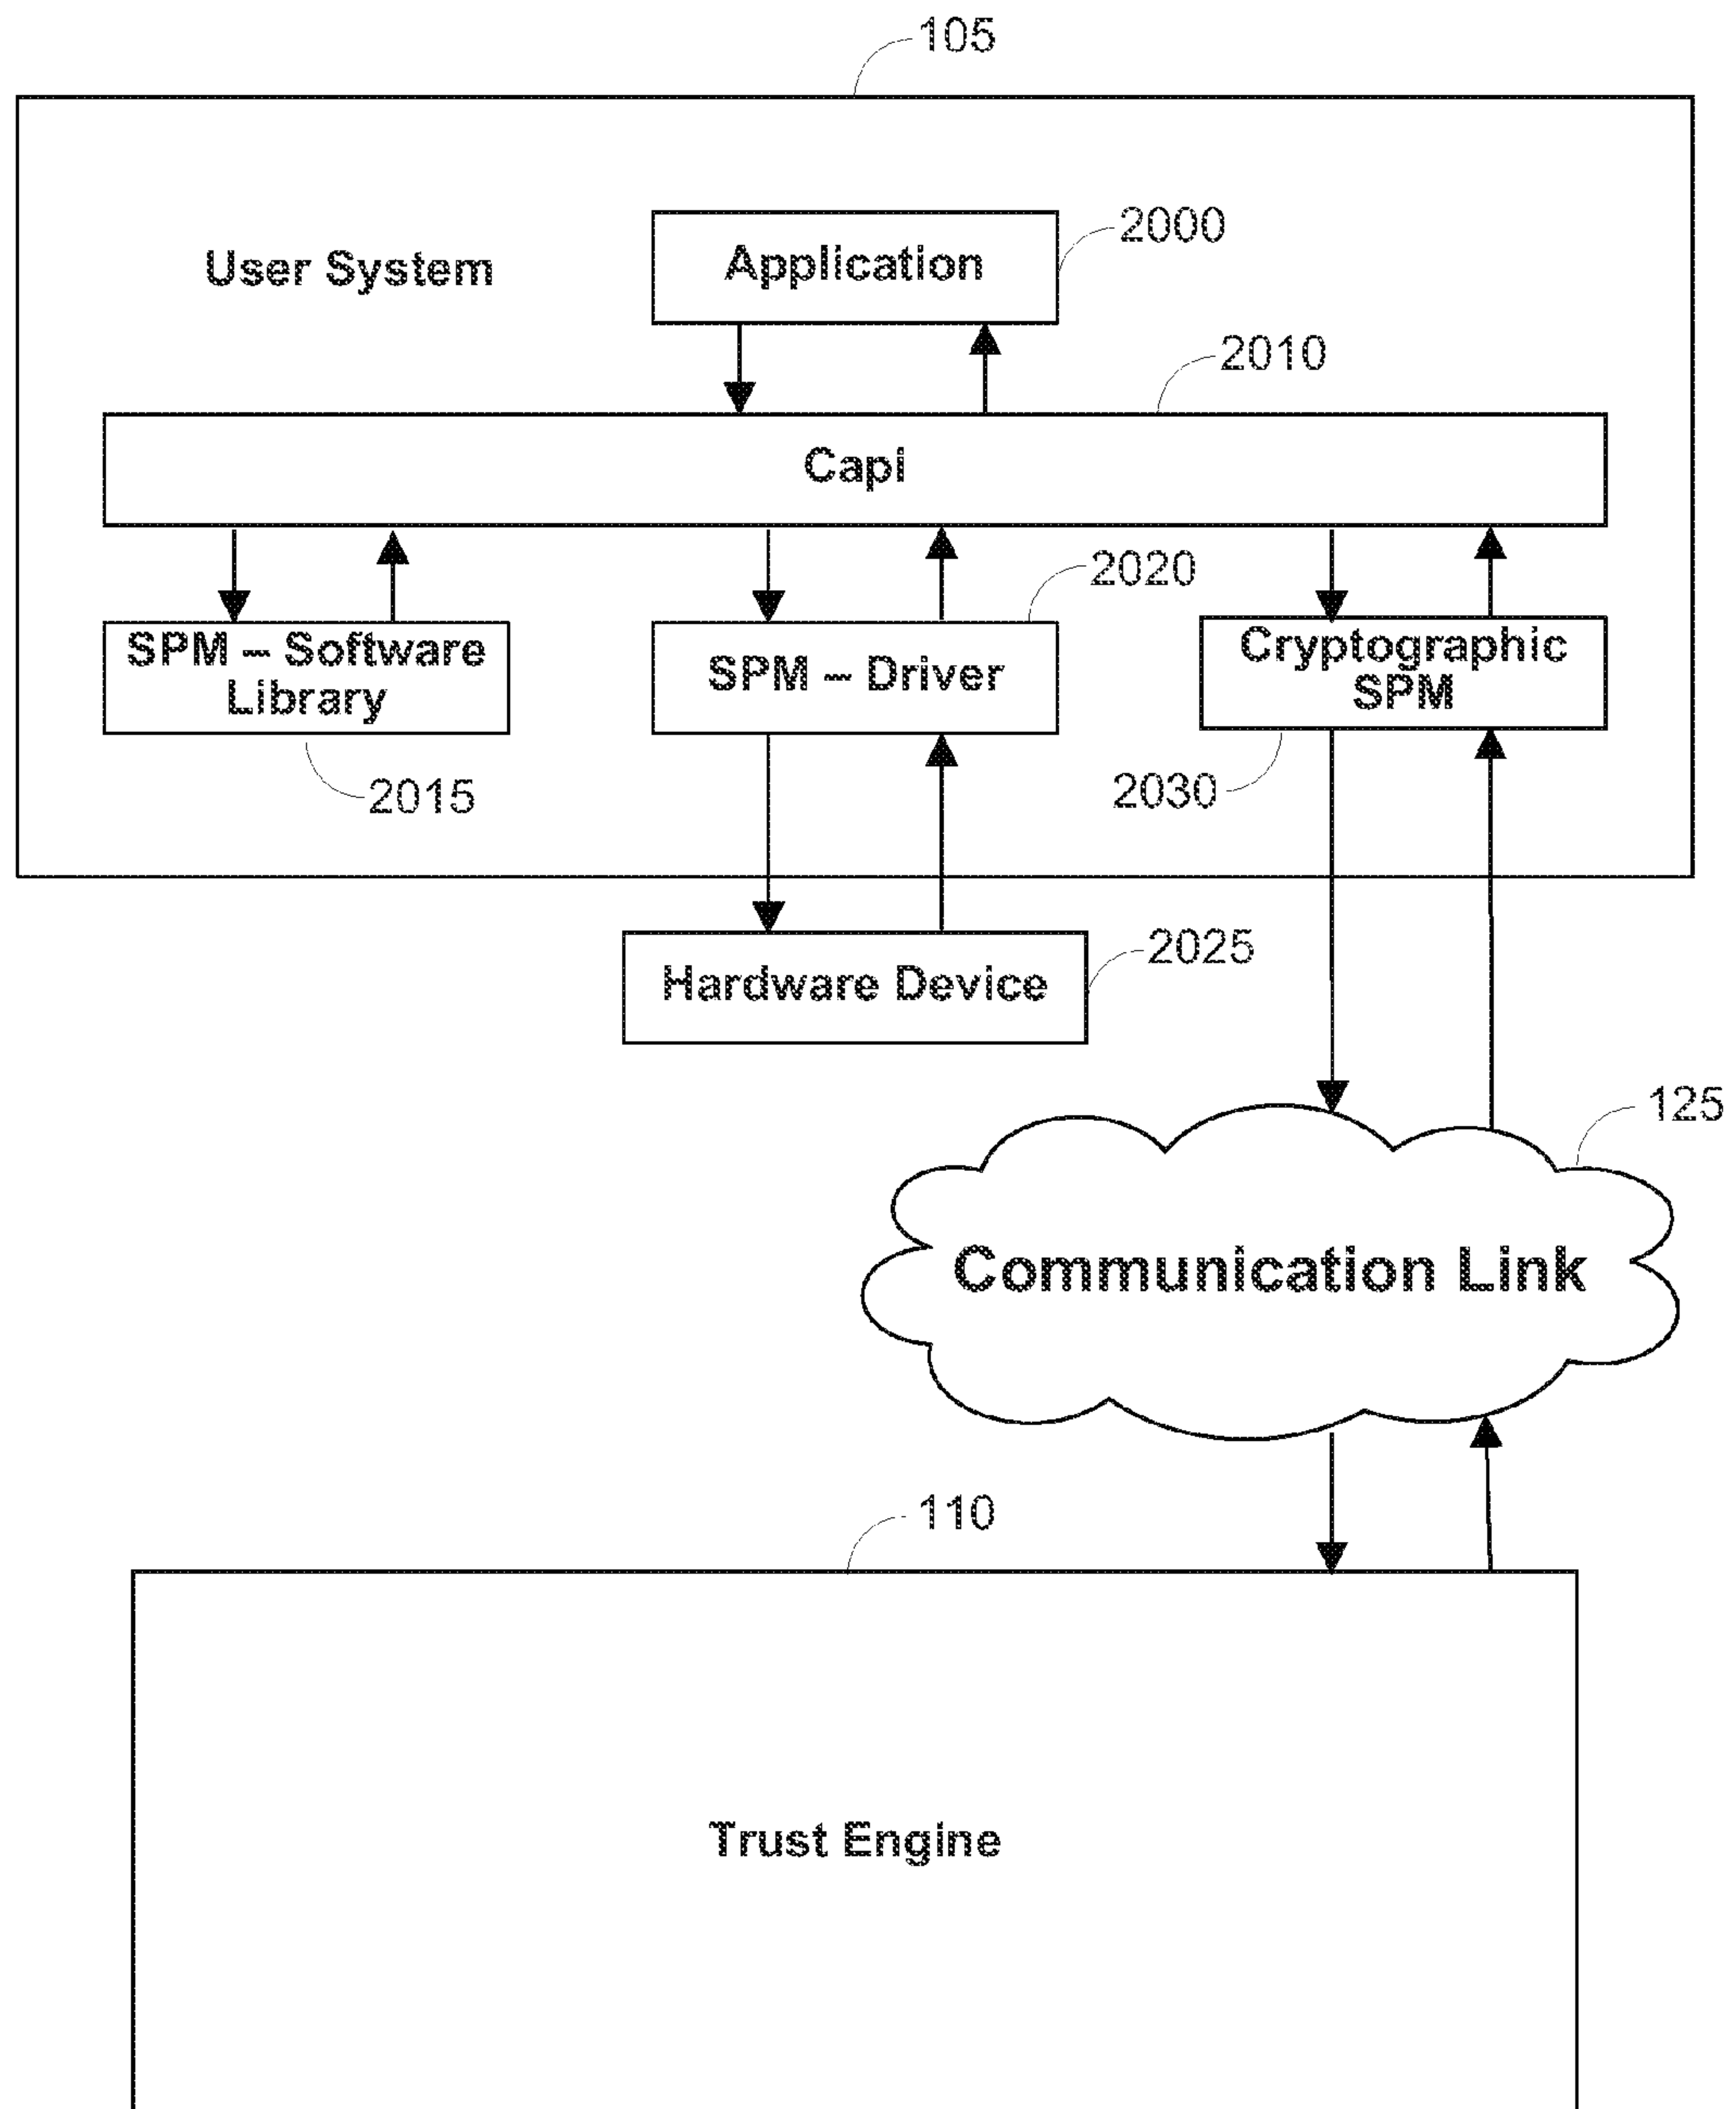 105
User System
Application
2000
2010
Capi
2020
SPM – Software
Library
SPM – Driver
Cryptographic
SPM
2015
2030
Hardware Device
2025
125
Communication Link
110
Trust Engine